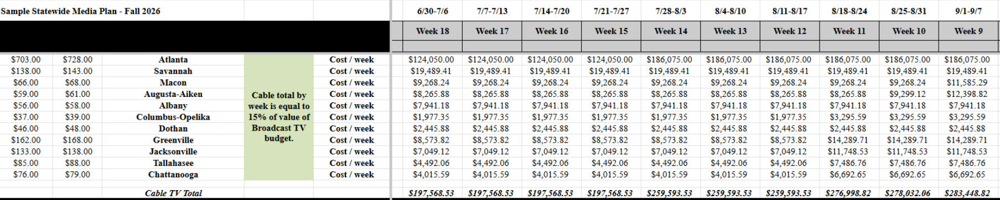 Sample Statewide Media Plan - Fall 2026 6/30-7/6 7/7-7/13 7/14-7/20 7/21-7/27 7/28-8/3 8/4-8/10 8/11-8/17 8/18-8/24 8/25-8/31 9/1-9/7
Week 18 Week 17 Week 16 Week 15 Week 14 Week 13 Week 12 Week 11 Week 10 Week 9
$703.00 $728.00 Atlanta Cost / week $124,050.00 $124,050.00 $124,050.00 $124,050.00 $186,075.00 $186,075.00 $186,075.00 $186,075.00 $186,075.00 $186,075.00
$138.00 $143.00 Savannah Cost / week $19,489.41 $19,489.41 $19,489.41 $19,489.41 $19,489.41 $19,489.41 $19,489.41 $19,489.41 $19,489.41 $19,489.41
$66.00 $68.00 Macon Cost / week $9,268.24 $9,268.24 $9,268.24 $9,268.24 $9,268.24 $9,268.24 $9,268.24 $9,268.24 $9,268.24 $11,585.29
$59.00 $61.00 Augusta-Aiken Cable total by Cost / week $8,265.88 $8,265.88 $8,265.88 $8,265.88 $8,265.88 $8,265.88 $8,265.88 $8,265.88 $9,299.12 $12,398.82
$56.00 $58.00 Albany week is equal to Cost / week $7,941.18 $7,941.18 $7,941.18 $7,941.18 $7,941.18 $7,941.18 $7,941.18 $7,941.18 $7,941.18 $7,941.18
$37.00 $39.00 Columbus-Opelika 15% of value of Cost / week $1,977.35 $1,977.35 $1,977.35 $1,977.35 $1,977.35 $1,977.35 $1,977.35 $3,295.59 $3,295.59 $3,295.59
$46.00 $48.00 Dothan Broadcast TV Cost / week $2,445.88 $2,445.88 $2,445.88 $2,445.88 $2,445.88 $2,445.88 $2,445.88 $2,445.88 $2,445.88 $2,445.88
$162.00 $168.00 Greenville budget. Cost / week $8,573.82 $8,573.82 $8,573.82 $8,573.82 $8,573.82 $8,573.82 $8,573.82 $14,289.71 $14,289.71 $14,289.71
$133.00 $138.00 Jacksonville Cost / week $7,049.12 $7,049.12 $7,049.12 $7,049.12 $7,049.12 $7,049.12 $7,049.12 $11,748.53 $11,748.53 $11,748.53
$85.00 $88.00 Tallahasee Cost / week $4,492.06 $4,492.06 $4,492.06 $4,492.06 $4,492.06 $4,492.06 $4,492.06 $7,486.76 $7,486.76 $7,486.76
$76.00 $79.00 Chattanooga Cost / week $4,015.59 $4,015.59 $4,015.59 $4,015.59 $4,015.59 $4,015.59 $4,015.59 $6,692.65 $6,692.65 $6,692.65
Cable TV Total $197,568.53 $197,568.53 $197,568.53 $197,568.53 $259,593.53 $259,593.53 $259,593.53 $276,998.82 $278,032.06 $283,448.82